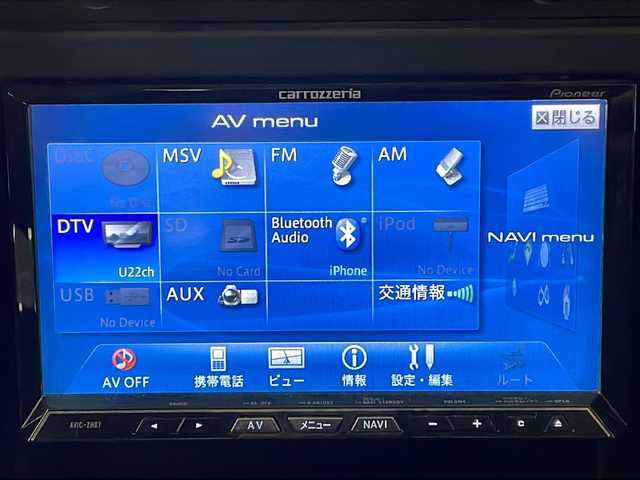 carrozzeria
Pioneer
AV menu
閉じる
DISC
No Disc
MSV
FM
AM
DTV
U22ch
SD
No Card
Bluetooth
Audio
iPhone
iPod
No Device
NAVI menu
USB
No Device
AUX
交通情報
AV OFF
携帯電話
ビュー
情報
設定・編集
ルート
AVIC-ZH07
AV
メニュー
NAVI